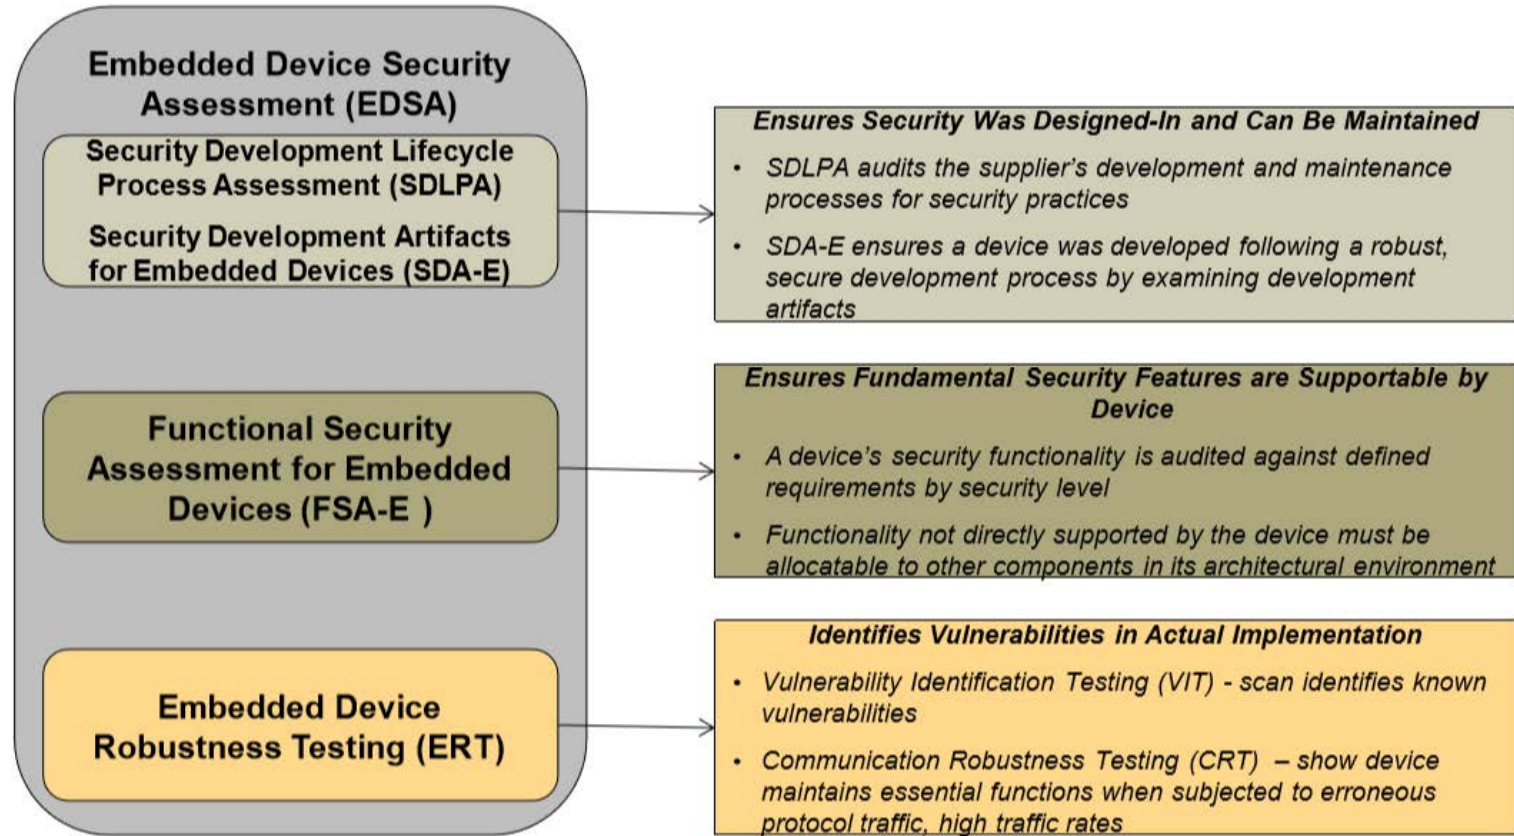 Embedded Device Security
Assessment (EDSA)
Security Development Lifecycle
Process Assessment (SDLPA)
Security Development Artifacts
for Embedded Devices (SDA-E)
Ensures Security Was Designed-In and Can Be Maintained
• SDLPA audits the supplier's development and maintenance
processes for security practices
• SDA-E ensures a device was developed following a robust,
secure development process by examining development
artifacts
Functional Security
Assessment for Embedded
Devices (FSA-E )
Ensures Fundamental Security Features are Supportable by
Device
• A device's security functionality is audited against defined
requirements by security level
• Functionality not directly supported by the device must be
allocatable to other components in its architectural environment
Embedded Device
Robustness Testing (ERT)
Identifies Vulnerabilities in Actual Implementation
• Vulnerability Identification Testing (VIT) - scan identifies known
vulnerabilities
• Communication Robustness Testing (CRT) – show device
maintains essential functions when subjected to erroneous
protocol traffic, high traffic rates